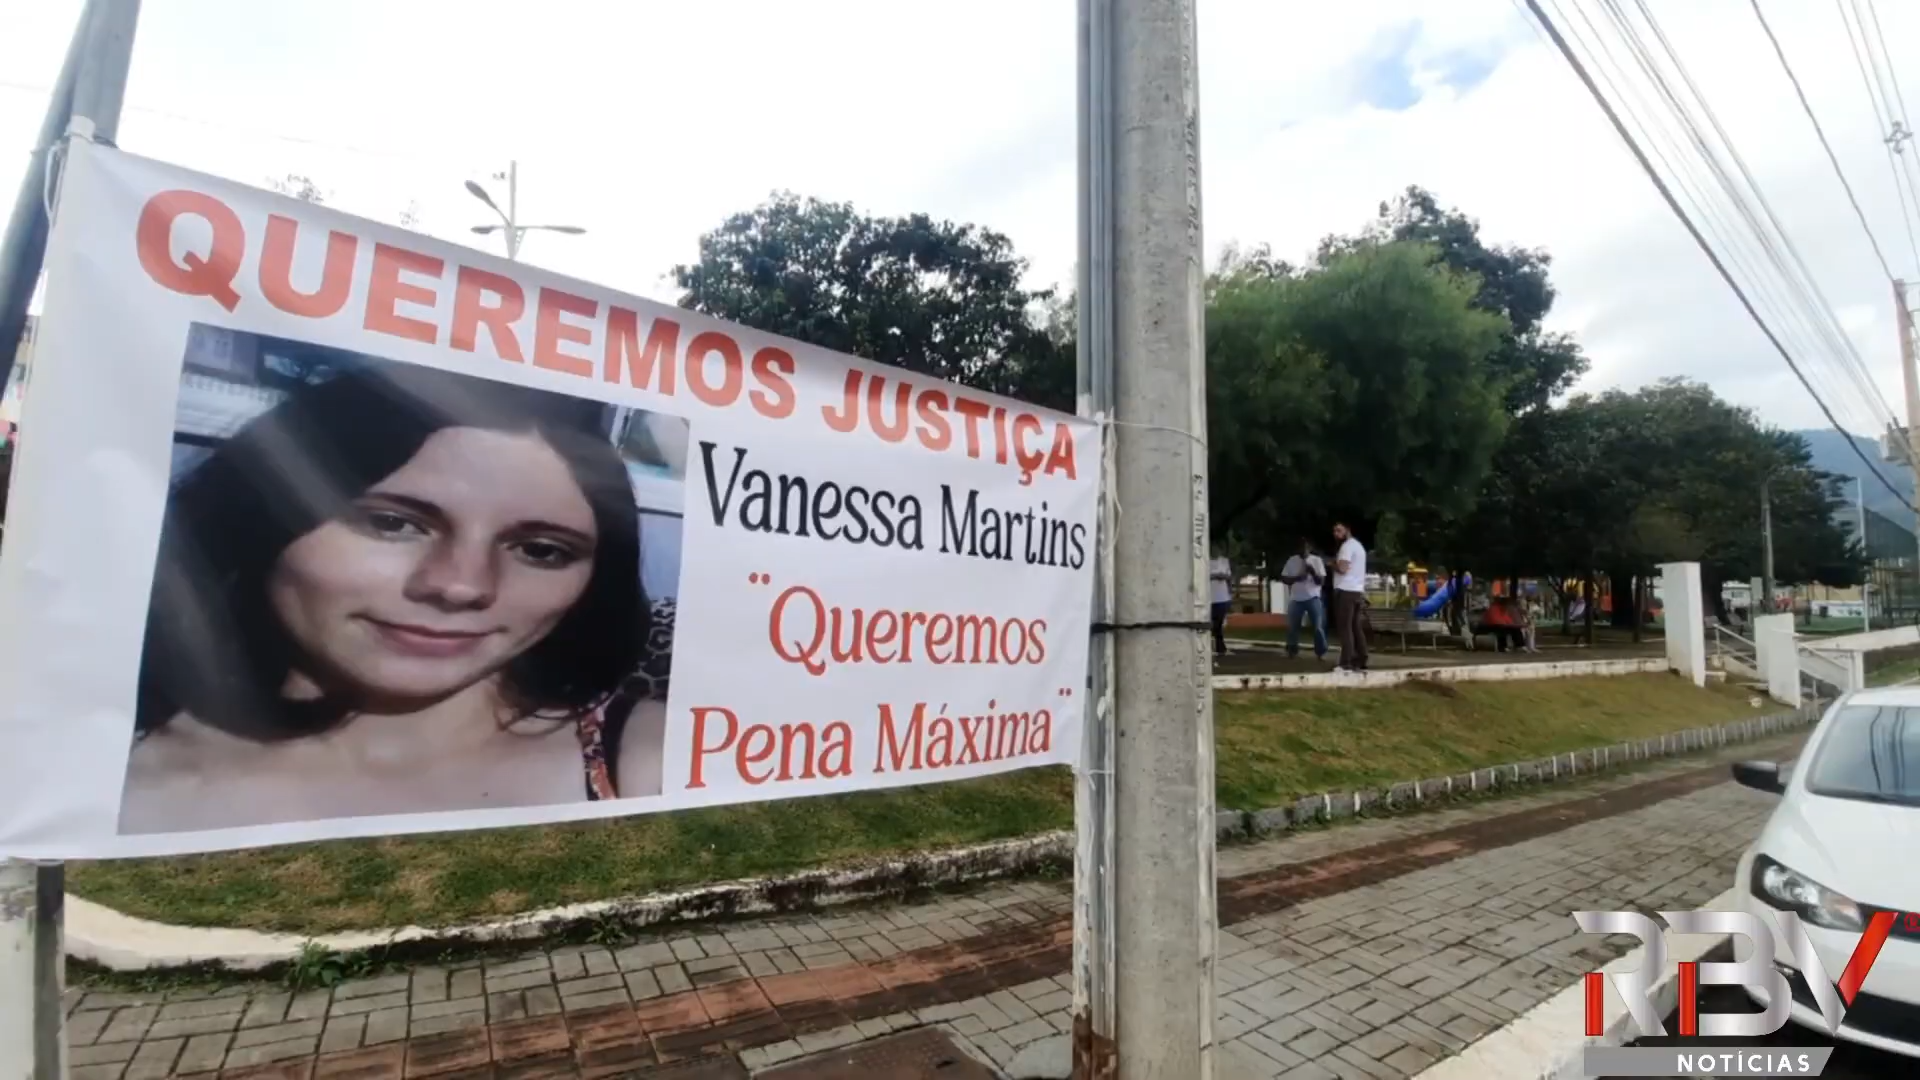 QUEREMOS JUSTIÇA
Vanessa Martins
¨Queremos
Pena Máxima¨
RBV®
NOTÍCIAS